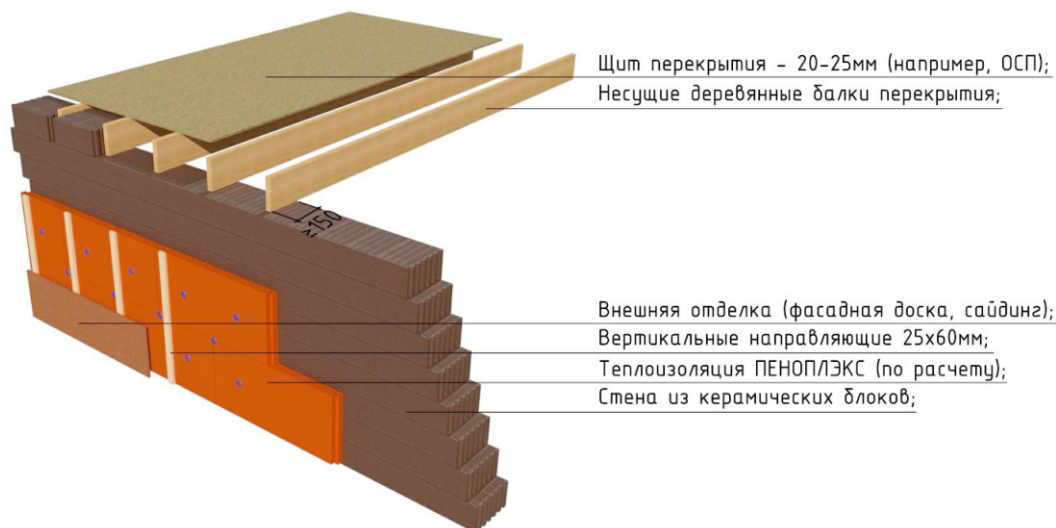 Щит перекрытия - 20-25мм (например, ОСП);
Несущие деревянные балки перекрытия;
150
Внешняя отделка (фасадная доска, сайдинг);
Вертикальные направляющие 25х60мм;
Теплоизоляция ПЕНОПЛЭКС (по расчету);
Стена из керамических блоков;